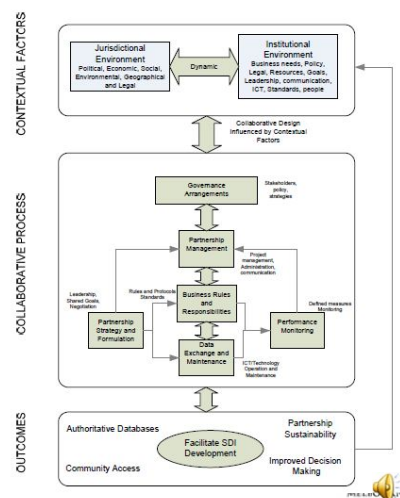 CONTEXTUAL FACTORS
Jurisdictional
Environment
Political, Economic, Social,
Environmental, Geographical
and Legal
Dynamic
Institutional
Environment
Business needs, Policy,
Legal, Resources, Goals,
Leadership, communication,
ICT, Standards, people
Collaborative Design
Influenced by Contextual
Factors
COLLABORATIVE PROCESS
Governance
Arrangements
Stakeholders,
policy,
strategies
Partnership
Management
Project
management,
Administration,
communication
Leadership,
Shared Goals,
Negotiation
Rules and Protocols
Standards
Business Rules
and
Responsibilities
Defined measures
Monitoring
Partnership
Strategy and
Formulation
Performance
Monitoring
Data
Exchange and
Maintenance
ICT/Technology
Operation and
Maintenance
OUTCOMES
Authoritative Databases
Partnership
Sustainability
Facilitate SDI
Development
Community Access
Improved Decision
Making